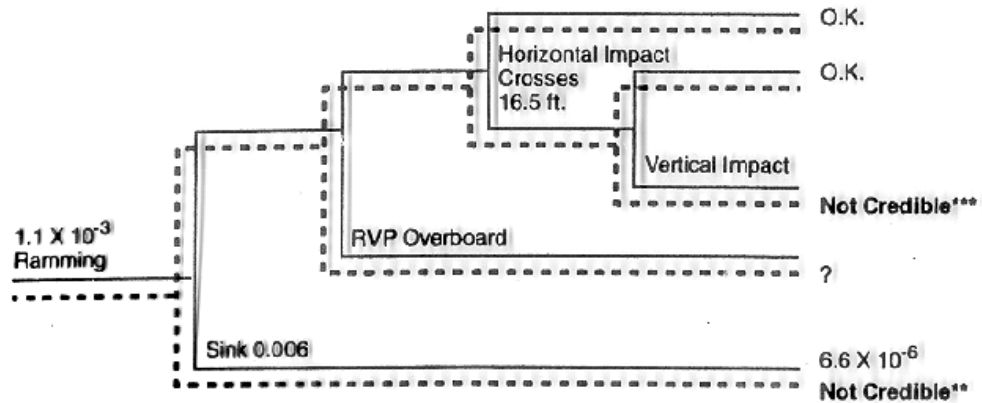 O.K.
Horizontal Impact
Crosses
16.5 ft.
O.K.
Vertical Impact
Not Credible***
1.1 X 10⁻³
Ramming
RVP Overboard
?
Sink 0.006
6.6 X 10⁻⁶
Not Credible**